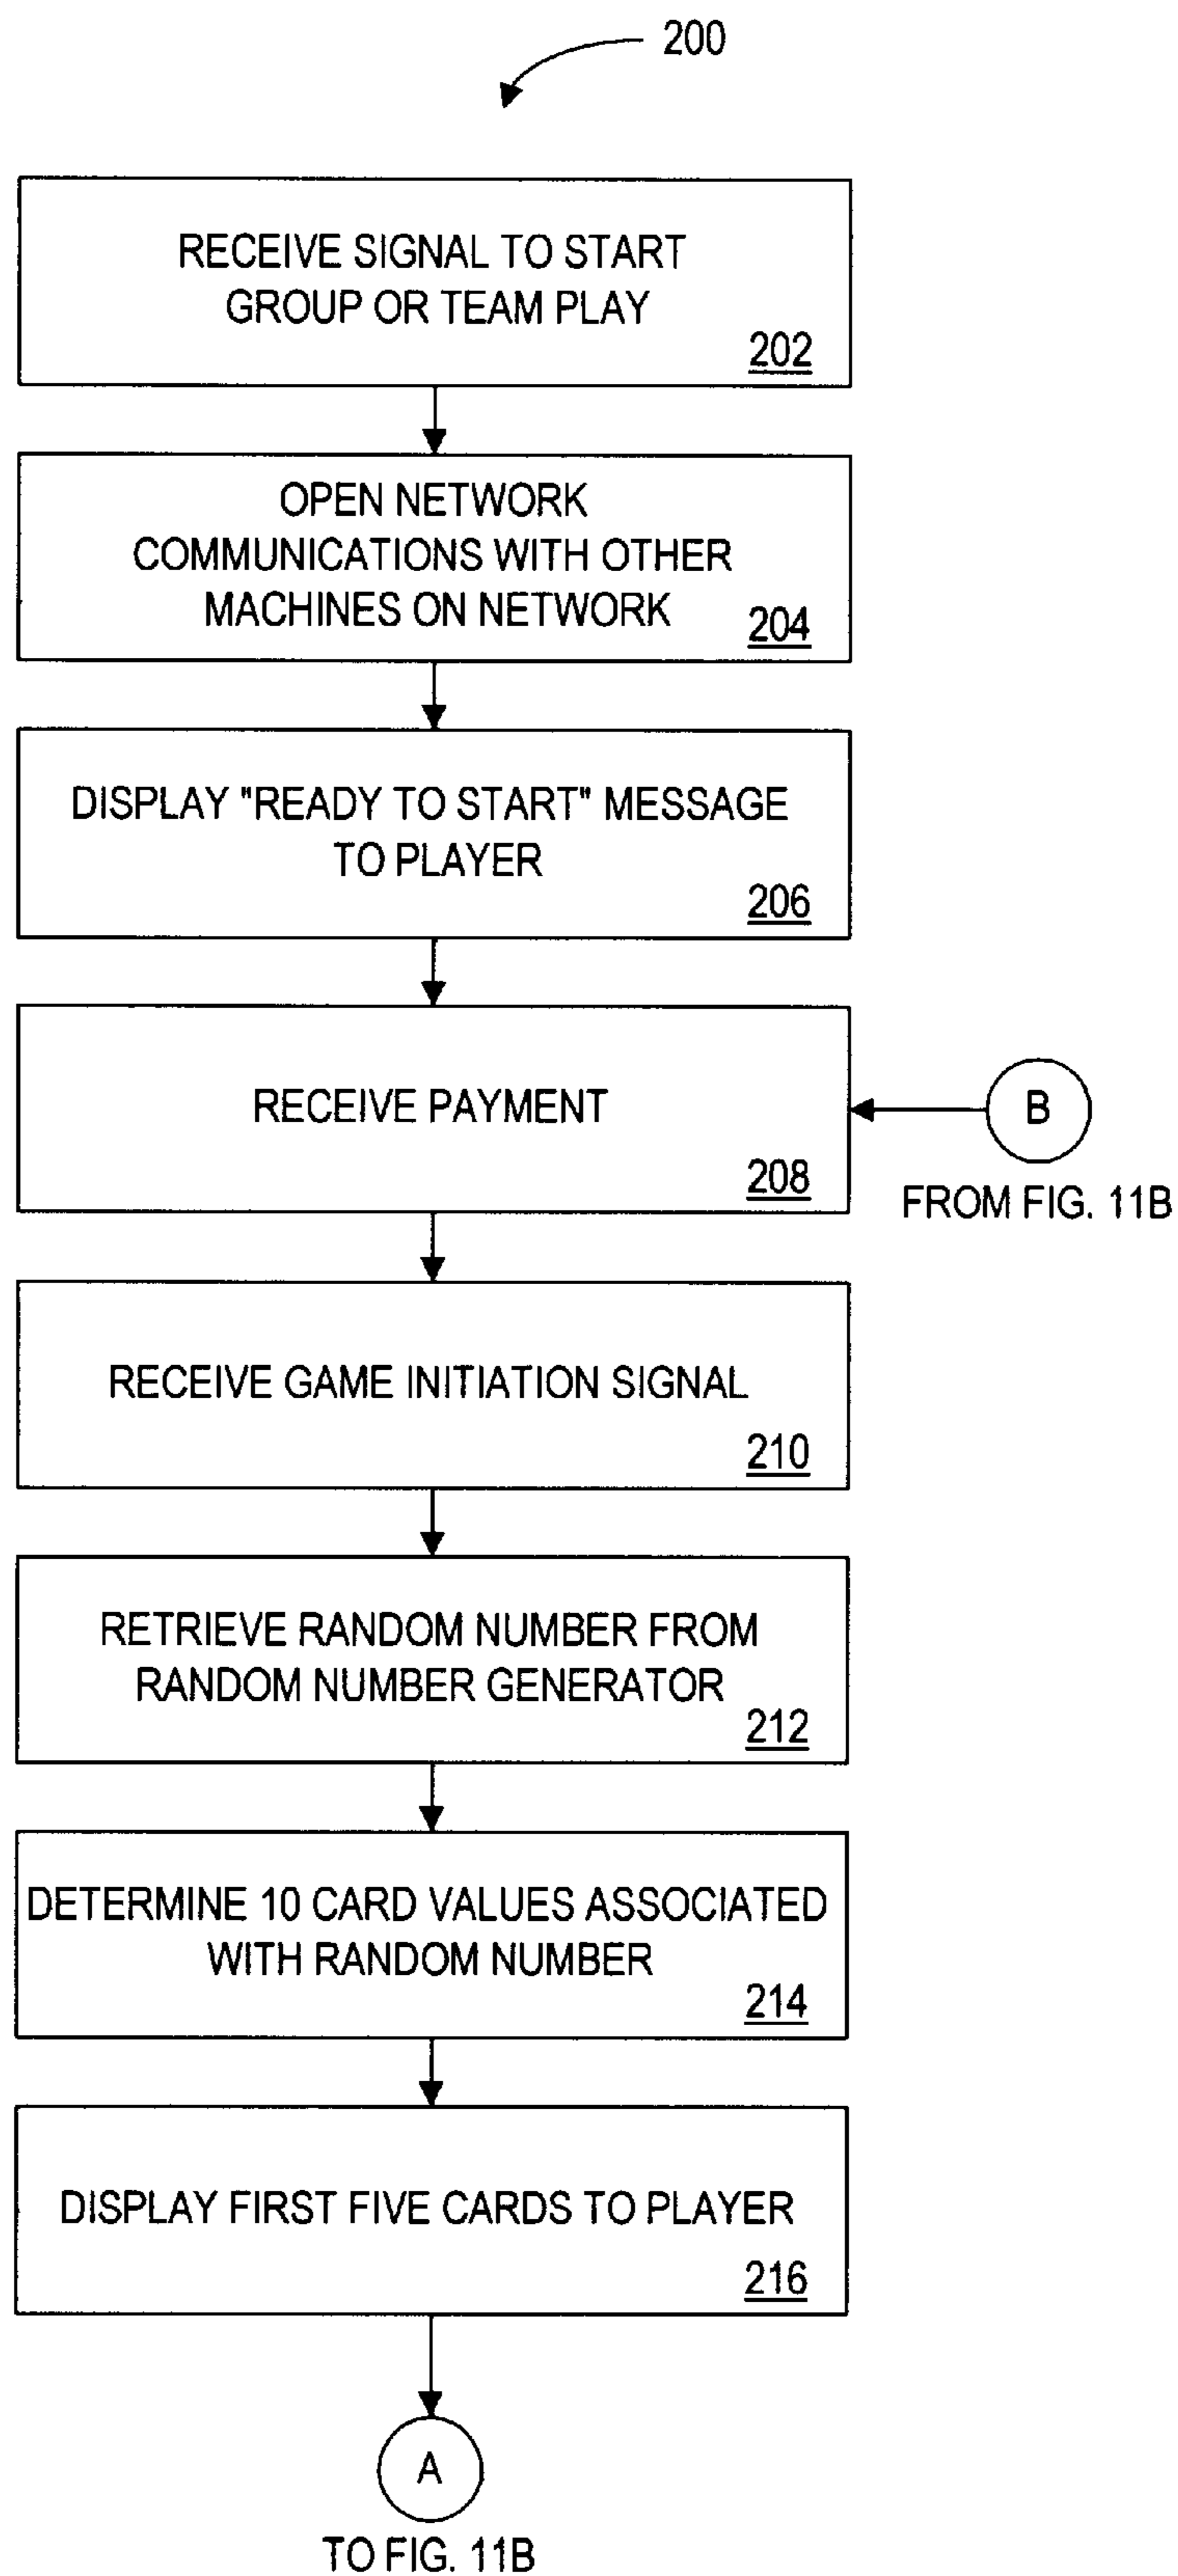 200
RECEIVE SIGNAL TO START
GROUP OR TEAM PLAY
202
OPEN NETWORK
COMMUNICATIONS WITH OTHER
MACHINES ON NETWORK
204
DISPLAY "READY TO START" MESSAGE
TO PLAYER
206
RECEIVE PAYMENT
208
B
FROM FIG. 11B
RECEIVE GAME INITIATION SIGNAL
210
RETRIEVE RANDOM NUMBER FROM
RANDOM NUMBER GENERATOR
212
DETERMINE 10 CARD VALUES ASSOCIATED
WITH RANDOM NUMBER
214
DISPLAY FIRST FIVE CARDS TO PLAYER
216
A
TO FIG. 11B